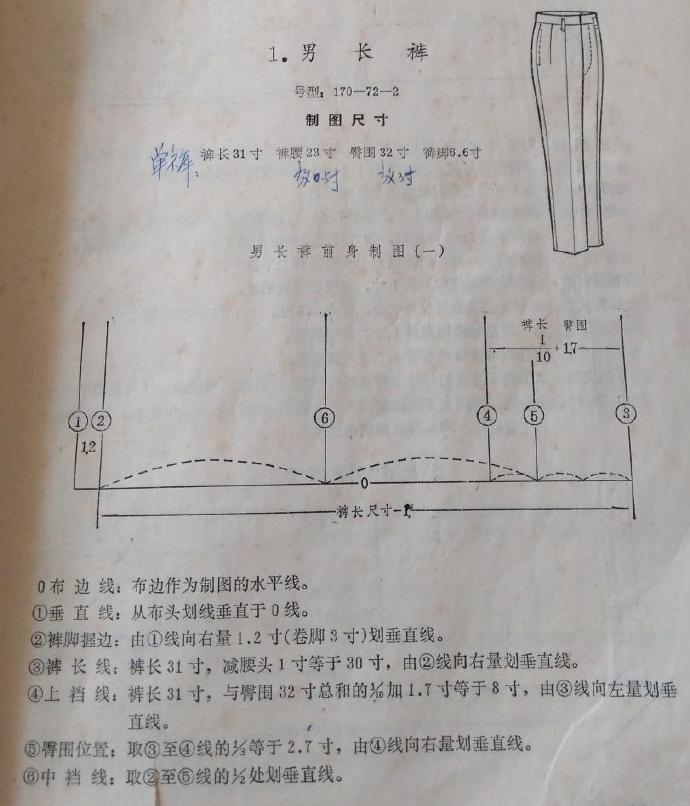 1. 男 长 裤
号型：170—72—2
制 图 尺 寸
单裤： 裤长31寸 裤腰23寸 臀围32寸 裤脚6.6寸
放0.5寸 放3寸
男 长 裤 前 身 制 图（一）
裤长 臀围
1/10 + 1.7
① ② ⑥ ④ ⑤ ③
1.2
0
裤长尺寸-1
0布 边 线：布边作为制图的水平线。
①垂 直 线：从布头划线垂直于0线。
②裤脚握边：由①线向右量1.2寸(卷脚3寸)划垂直线。
③裤 长 线：裤长31寸，减腰头1寸等于30寸，由②线向右量划垂直线。
④上 裆 线：裤长31寸，与臀围32寸总和的1/10加1.7寸等于8寸，由③线向左量划垂
直线。
⑤臀围位置：取③至④线的1/3等于2.7寸，由④线向右量划垂直线。
⑥中 裆 线：取②至⑤线的1/2处划垂直线。